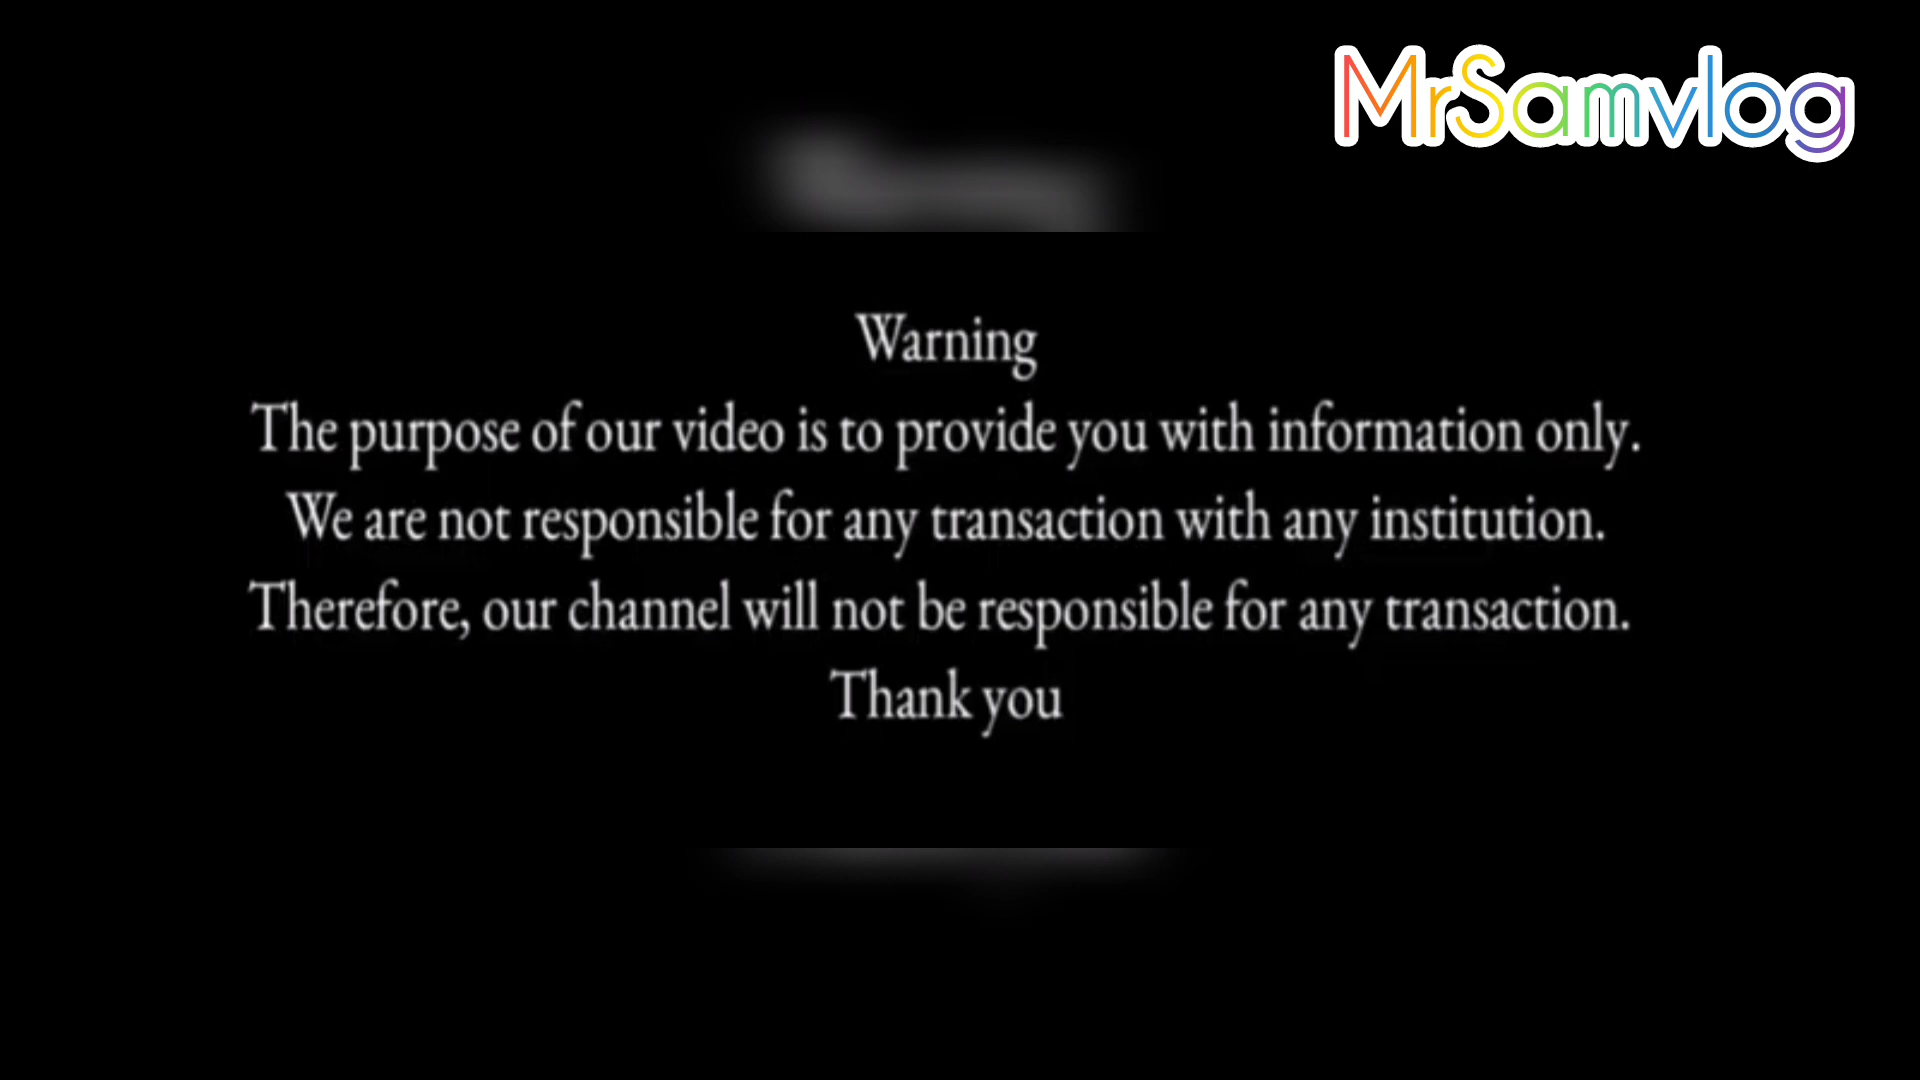 MrSamvlog
Warning
The purpose of our video is to provide you with information only.
We are not responsible for any transaction with any institution.
Therefore, our channel will not be responsible for any transaction.
Thank you